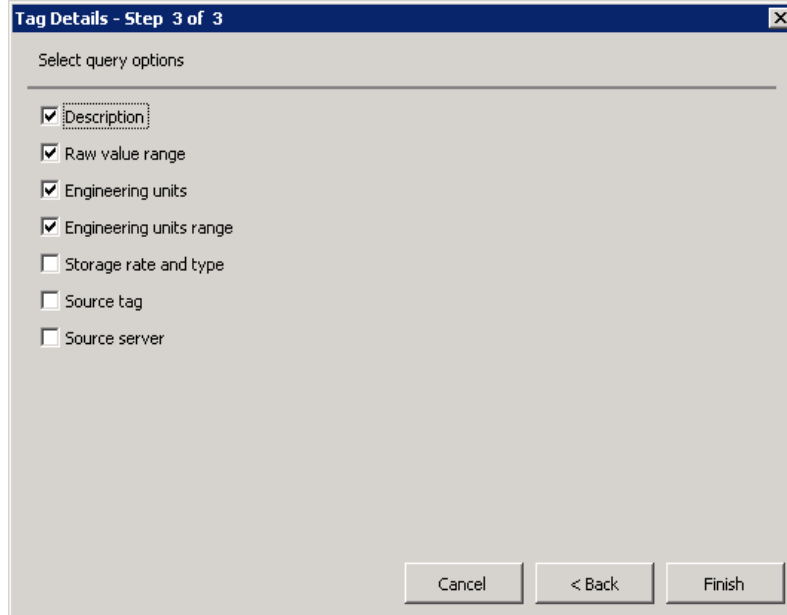 Tag Details - Step 3 of 3
Select query options
Description
Raw value range
Engineering units
Engineering units range
Storage rate and type
Source tag
Source server
Cancel
< Back
Finish